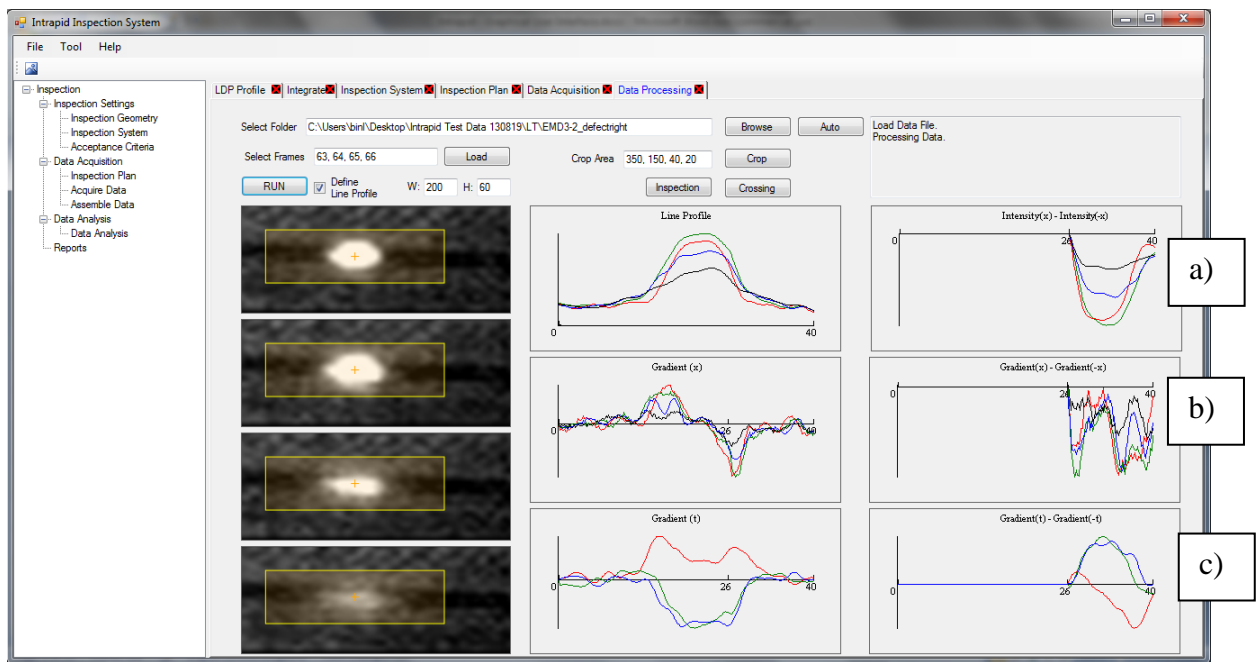 Intrapid Inspection System
File Tool Help
Inspection
Inspection Settings
Inspection Geometry
Inspection System
Acceptance Criteria
Data Acquisition
Inspection Plan
Acquire Data
Assemble Data
Data Analysis
Data Analysis
Reports
LDP Profile Integrate Inspection System Inspection Plan Data Acquisition Data Processing
Select Folder C:\Users\binl\Desktop\Intrapid Test Data 130819\LT\EMD3-2_defectright Browse Auto
Select Frames 63, 64, 65, 66 Load Crop Area 350, 150, 40, 20 Crop
RUN Define Line Profile W: 200 H: 60 Inspection Crossing
Load Data File.
Processing Data.
Line Profile
0 40
Intensity(x) - Intensity(-x)
0 26 40
a)
Gradient (x)
0 26 40
Gradient(x) - Gradient(-x)
0 26 40
b)
Gradient (t)
0 26 40
Gradient(t) - Gradient(-t)
0 26 40
c)